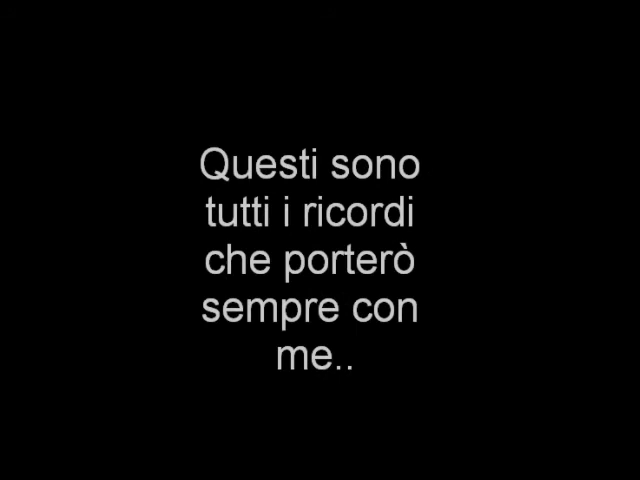 Questi sono
tutti i ricordi
che porterò
sempre con
me..